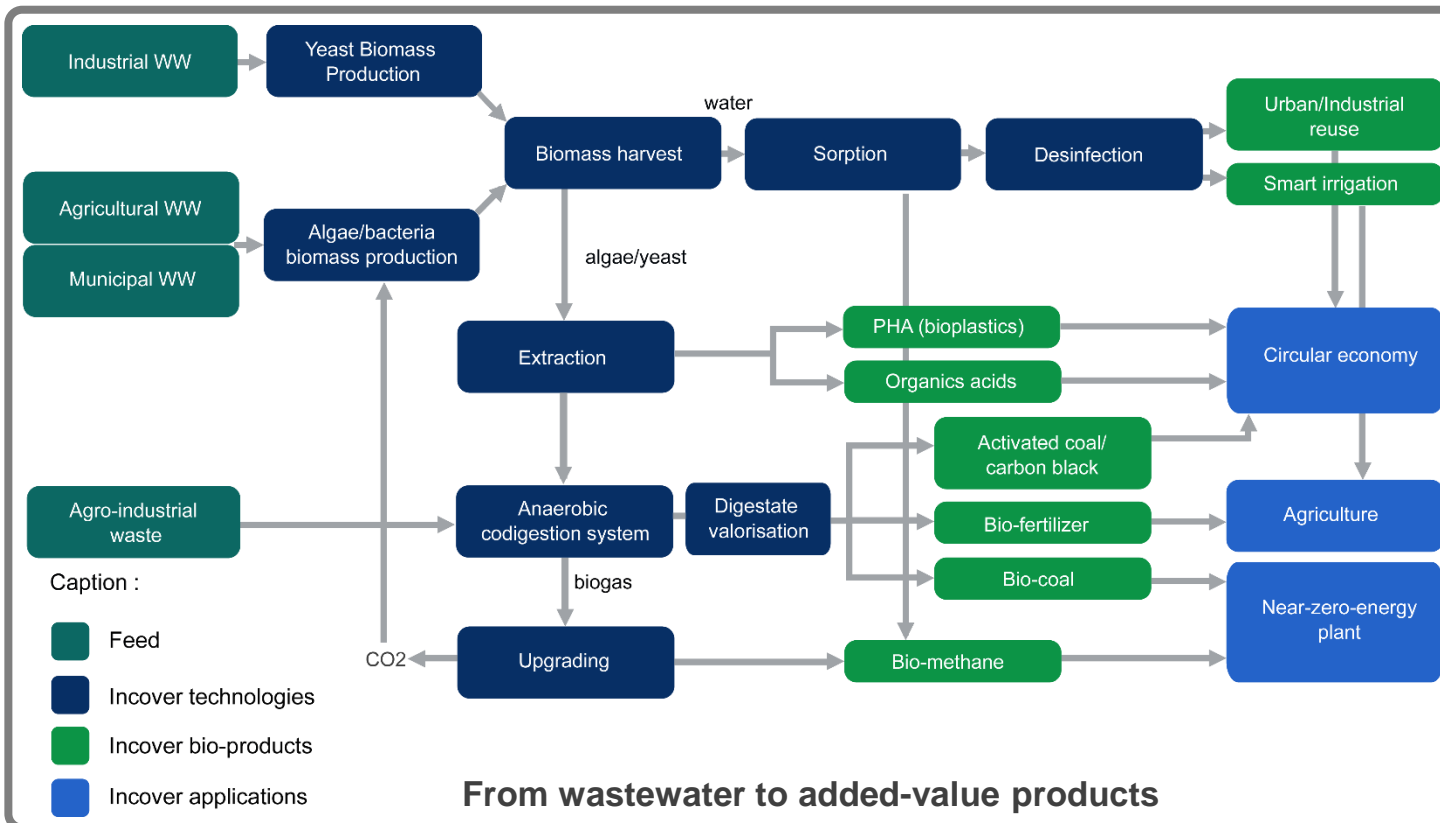 Industrial WW
Yeast Biomass
Production
water
Urban/Industrial
reuse
Biomass harvest
Sorption
Desinfection
Smart irrigation
Agricultural WW
Municipal WW
Algae/bacteria
biomass production
algae/yeast
PHA (bioplastics)
Extraction
Organics acids
Circular economy
Activated coal/
carbon black
Agro-industrial
waste
Anaerobic
codigestion system
Digestate
valorisation
Bio-fertilizer
Agriculture
Caption :
biogas
Bio-coal
Near-zero-energy
plant
Feed
CO2
Upgrading
Bio-methane
Incover technologies
Incover bio-products
Incover applications
From wastewater to added-value products